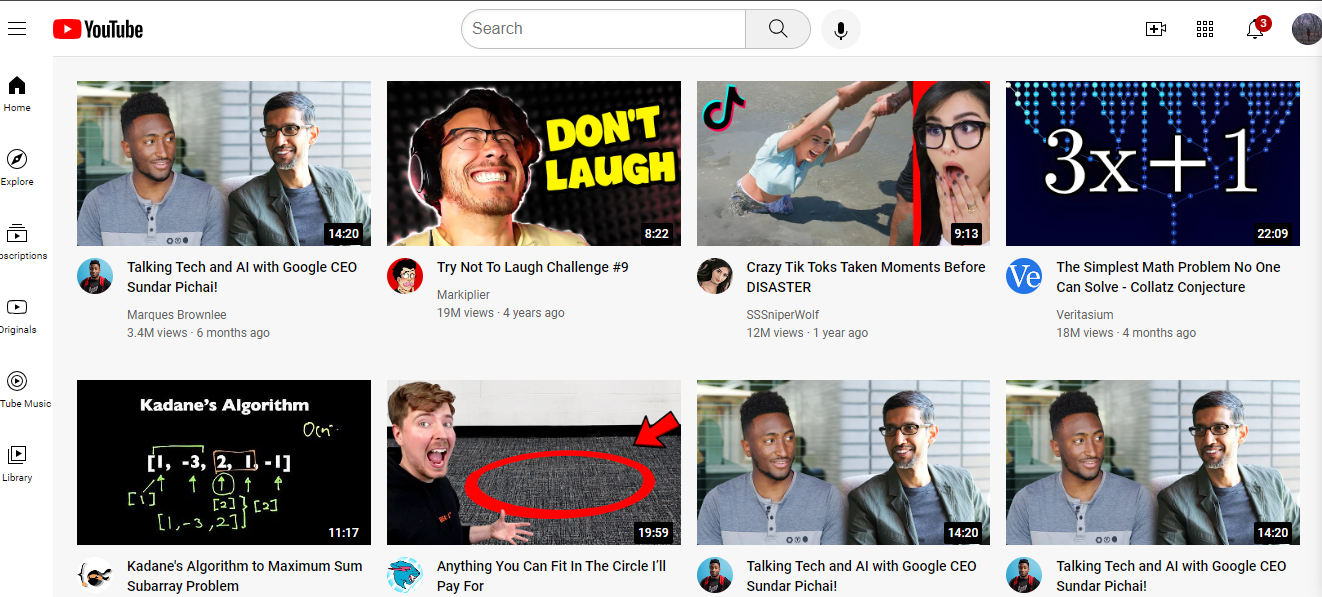 YouTube
Search
3
Home
Explore
bscriptions
Originals
Tube Music
Library
DON'T
LAUGH
3x+1
14:20
8:22
9:13
22:09
Talking Tech and AI with Google CEO
Sundar Pichai!
Marques Brownlee
3.4M views · 6 months ago
Try Not To Laugh Challenge #9
Markiplier
19M views · 4 years ago
Crazy Tik Toks Taken Moments Before
DISASTER
SSSniperWolf
12M views · 1 year ago
Ve
The Simplest Math Problem No One
Can Solve - Collatz Conjecture
Veritasium
18M views · 4 months ago
Kadane's Algorithm
[1, -3, 2, 1, -1]
[1]
[2]
[2]
[1, -3, 2]
11:17
19:59
14:20
14:20
Kadane's Algorithm to Maximum Sum
Subarray Problem
Anything You Can Fit In The Circle I'll
Pay For
Talking Tech and AI with Google CEO
Sundar Pichai!
Talking Tech and AI with Google CEO
Sundar Pichai!